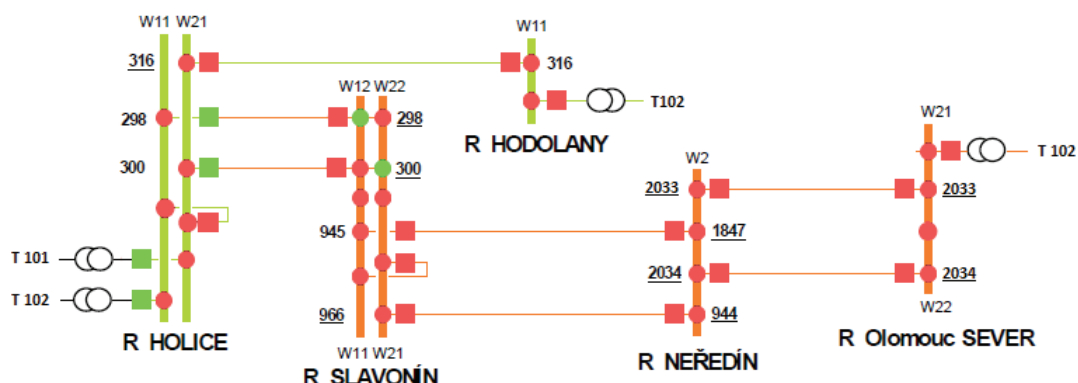 W11 W21
W11
316
316
T102
W12 W22
298
298
R HODOLANY
W21
T 102
300
300
W2
2033
2033
945
1847
T 101
2034
2034
T 102
966
944
W22
R HOLICE
R Olomouc SEVER
W11 W21
R NEŘEDÍN
R SLAVONÍN